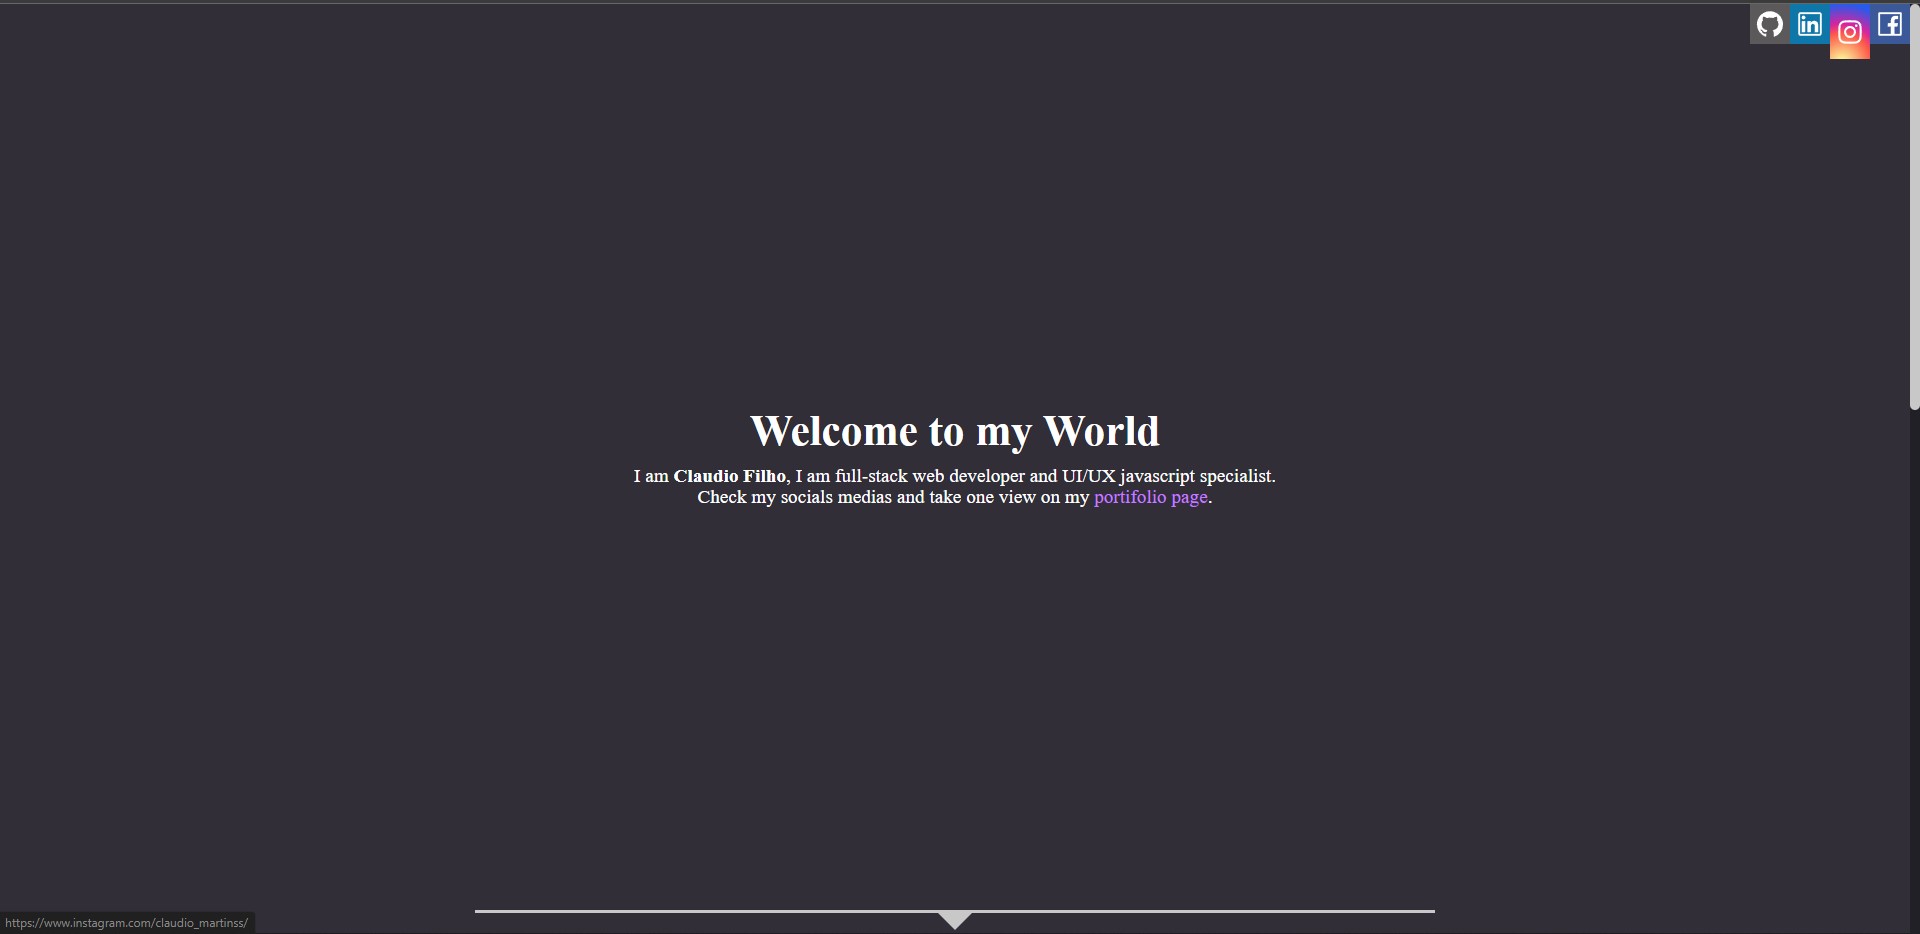 in
Welcome to my World
I am Claudio Filho, I am full-stack web developer and UI/UX javascript specialist.
Check my socials medias and take one view on my portifolio page.
https://www.instagram.com/claudio_martinss/